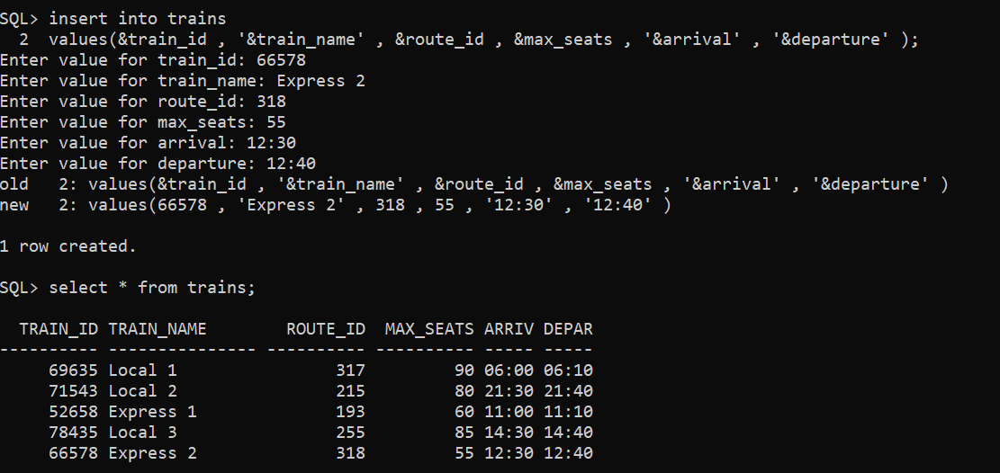 SQL> insert into trains
  2  values(&train_id , '&train_name' , &route_id , &max_seats , '&arrival' , '&departure' );
Enter value for train_id: 66578
Enter value for train_name: Express 2
Enter value for route_id: 318
Enter value for max_seats: 55
Enter value for arrival: 12:30
Enter value for departure: 12:40
old   2: values(&train_id , '&train_name' , &route_id , &max_seats , '&arrival' , '&departure' )
new   2: values(66578 , 'Express 2' , 318 , 55 , '12:30' , '12:40' )
1 row created.
SQL> select * from trains;
  TRAIN_ID TRAIN_NAME        ROUTE_ID  MAX_SEATS ARRIV DEPAR
---------- --------------- ---------- ---------- ----- -----
     69635 Local 1                317         90 06:00 06:10
     71543 Local 2                215         80 21:30 21:40
     52658 Express 1              193         60 11:00 11:10
     78435 Local 3                255         85 14:30 14:40
     66578 Express 2              318         55 12:30 12:40